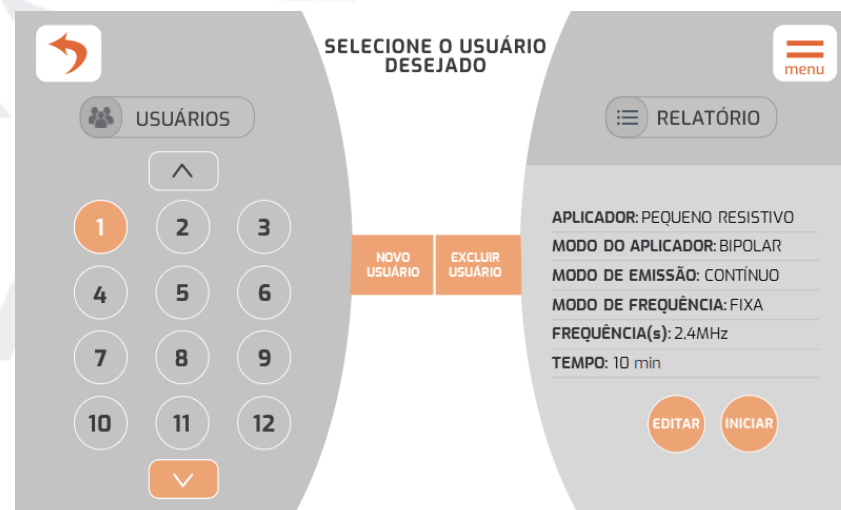 SELECIONE O USUÁRIO
DESEJADO
menu
USUÁRIOS
1
2
3
4
5
6
7
8
9
10
11
12
NOVO
USUÁRIO
EXCLUIR
USUÁRIO
RELATÓRIO
APLICADOR: PEQUENO RESISTIVO
MODO DO APLICADOR: BIPOLAR
MODO DE EMISSÃO: CONTÍNUO
MODO DE FREQUÊNCIA: FIXA
FREQUÊNCIA(s): 2,4MHz
TEMPO: 10 min
EDITAR
INICIAR